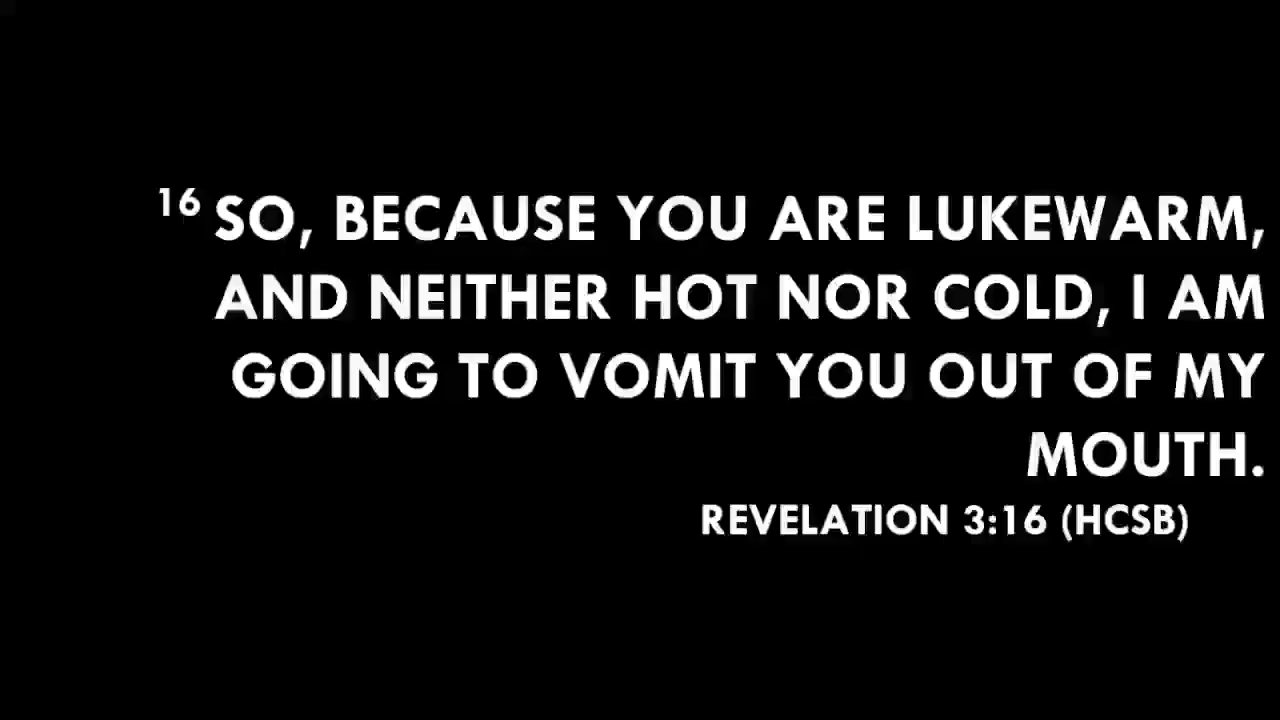 16 SO, BECAUSE YOU ARE LUKEWARM,
AND NEITHER HOT NOR COLD, I AM
GOING TO VOMIT YOU OUT OF MY
MOUTH.
REVELATION 3:16 (HCSB)